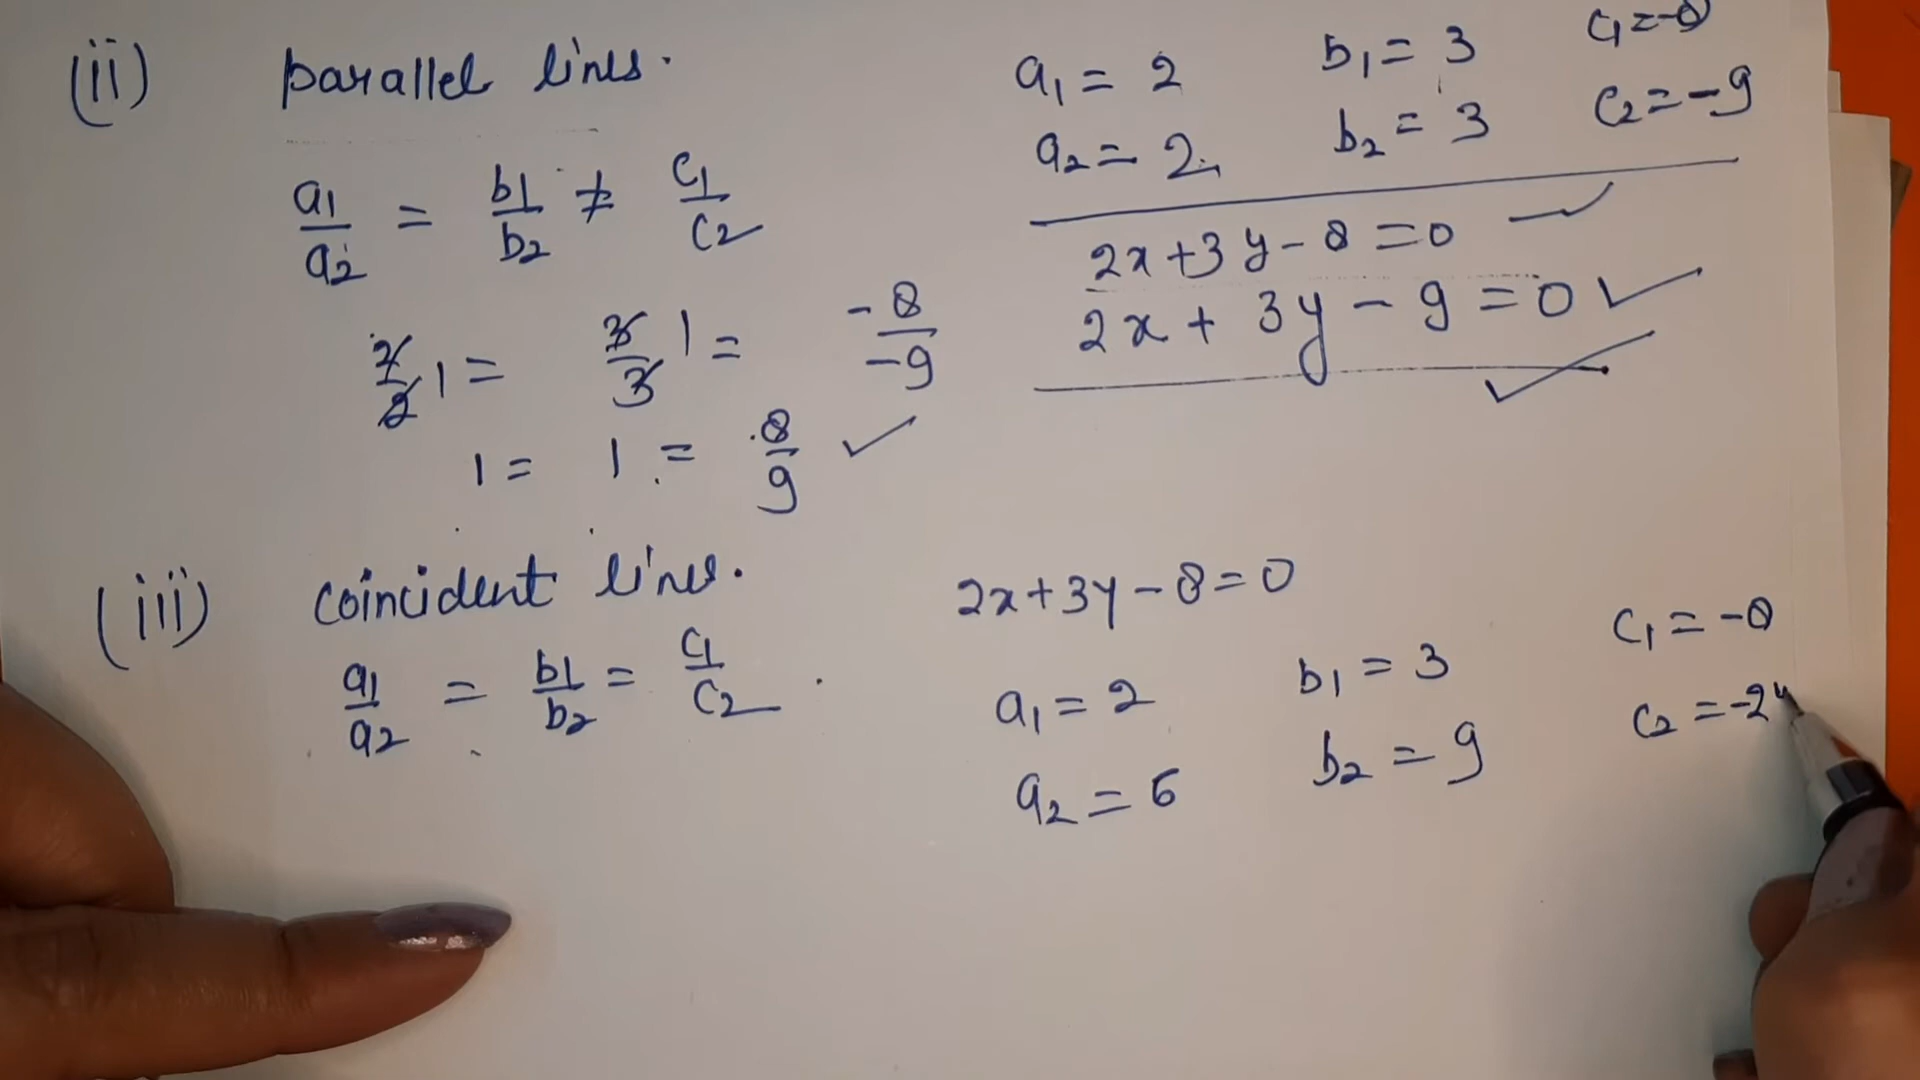 (ii) parallel lines.
a₁ = 2 b₁ = 3 c₁ = -8
a₂ = 2 b₂ = 3 c₂ = -9
a₁/a₂ = b₁/b₂ ≠ c₁/c₂
2x + 3y - 8 = 0
2x + 3y - 9 = 0
2/2 1 = 3/3 1 = -8/-9
1 = 1 = 8/9
(iii) coincident lines.
2x + 3y - 8 = 0
a₁/a₂ = b₁/b₂ = c₁/c₂
a₁ = 2 b₁ = 3 c₁ = -8
a₂ = 6 b₂ = 9 c₂ = -24